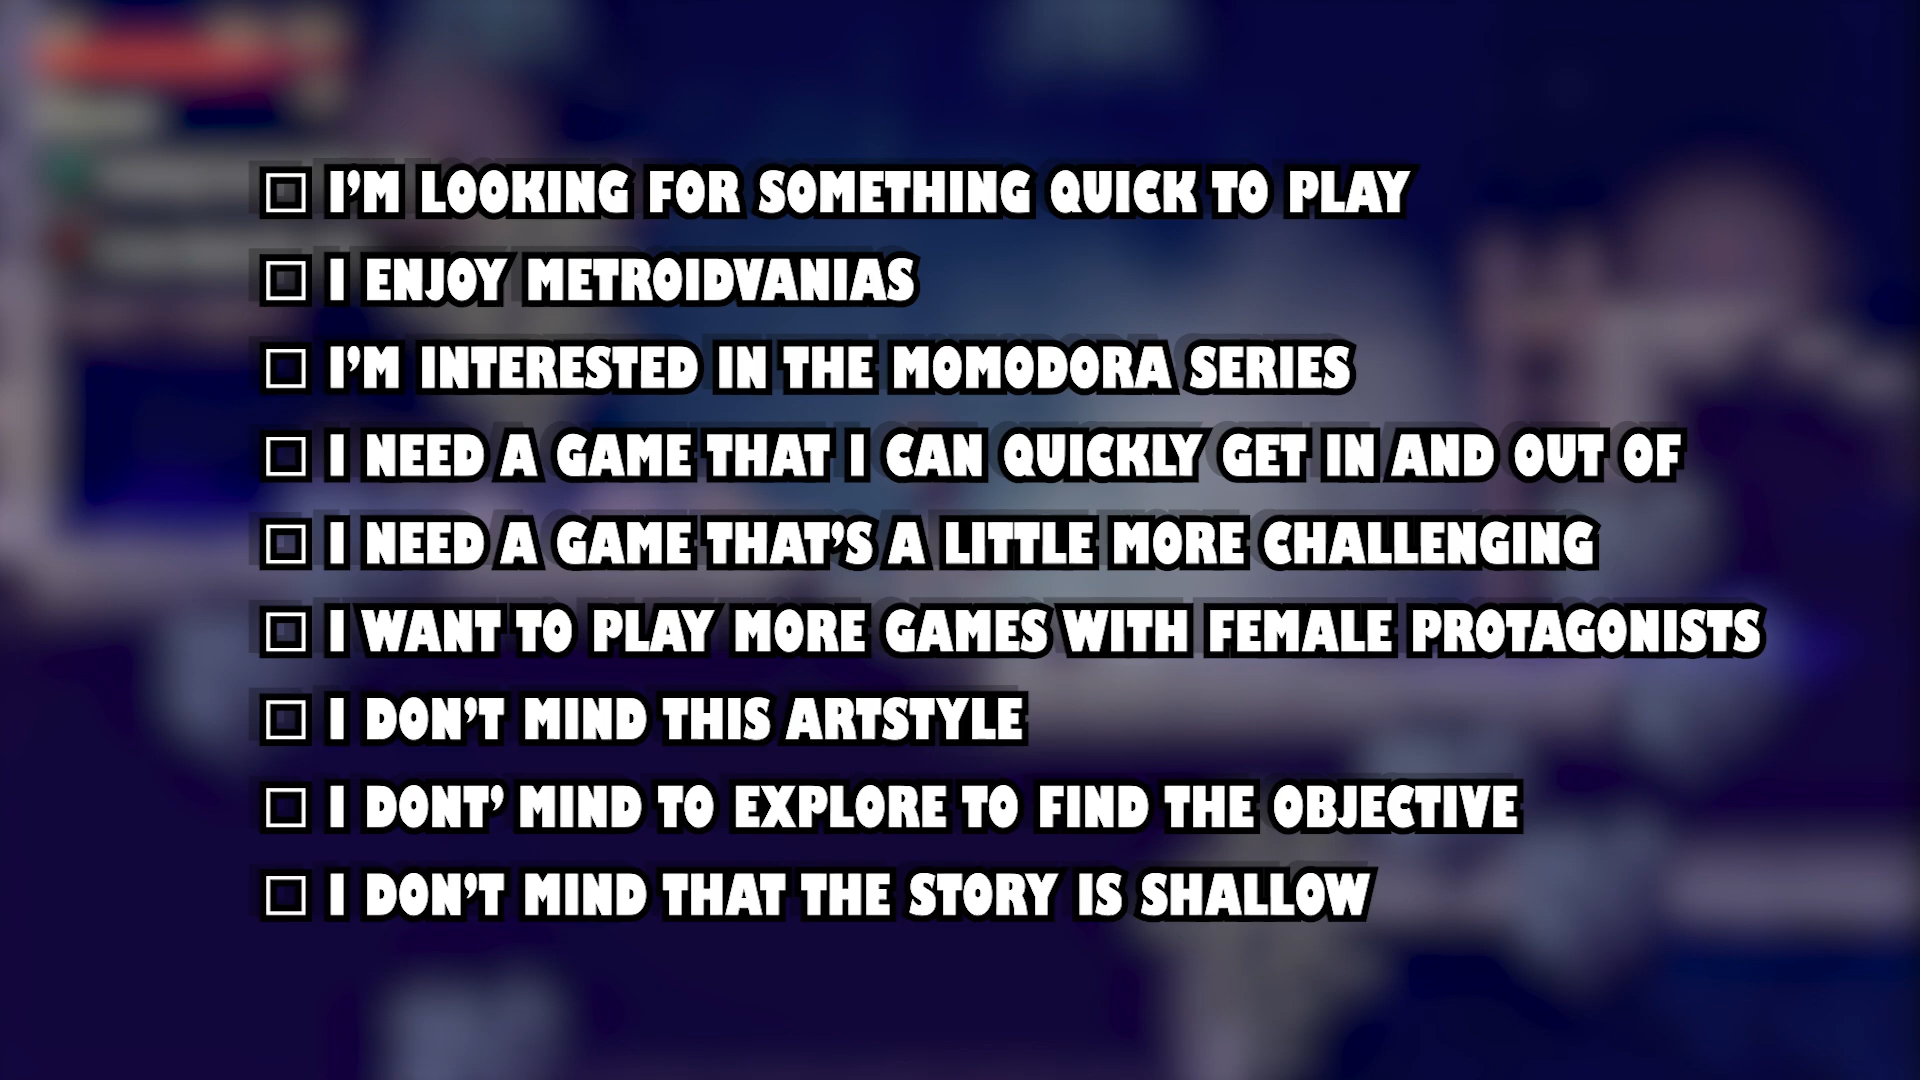 ☐ I'M LOOKING FOR SOMETHING QUICK TO PLAY
☐ I ENJOY METROIDVANIAS
☐ I'M INTERESTED IN THE MOMODORA SERIES
☐ I NEED A GAME THAT I CAN QUICKLY GET IN AND OUT OF
☐ I NEED A GAME THAT'S A LITTLE MORE CHALLENGING
☐ I WANT TO PLAY MORE GAMES WITH FEMALE PROTAGONISTS
☐ I DON'T MIND THIS ARTSTYLE
☐ I DONT' MIND TO EXPLORE TO FIND THE OBJECTIVE
☐ I DON'T MIND THAT THE STORY IS SHALLOW